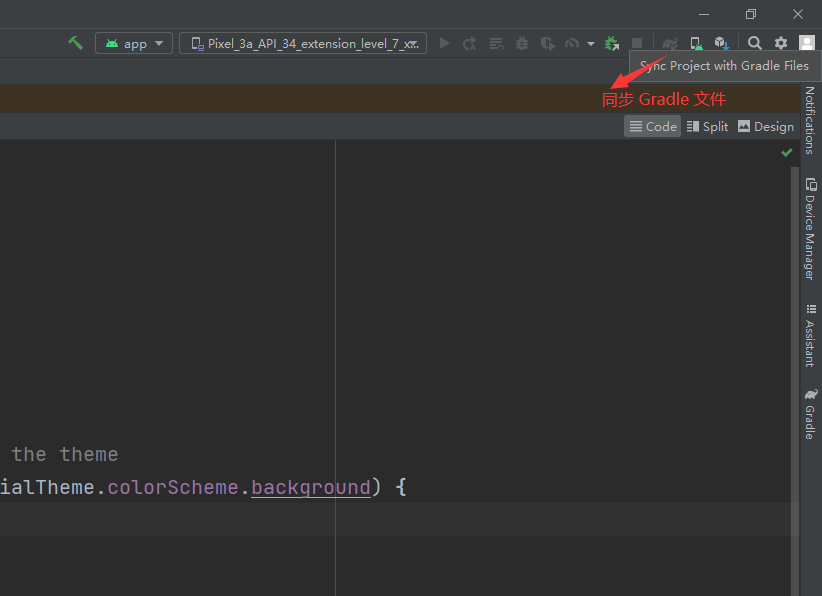 app
Pixel_3a_API_34_extension_level_7_x...
Sync Project with Gradle Files
同步 Gradle 文件
Code
Split
Design
Notifications
Device Manager
Assistant
Gradle
the theme
ialTheme.colorScheme.background) {